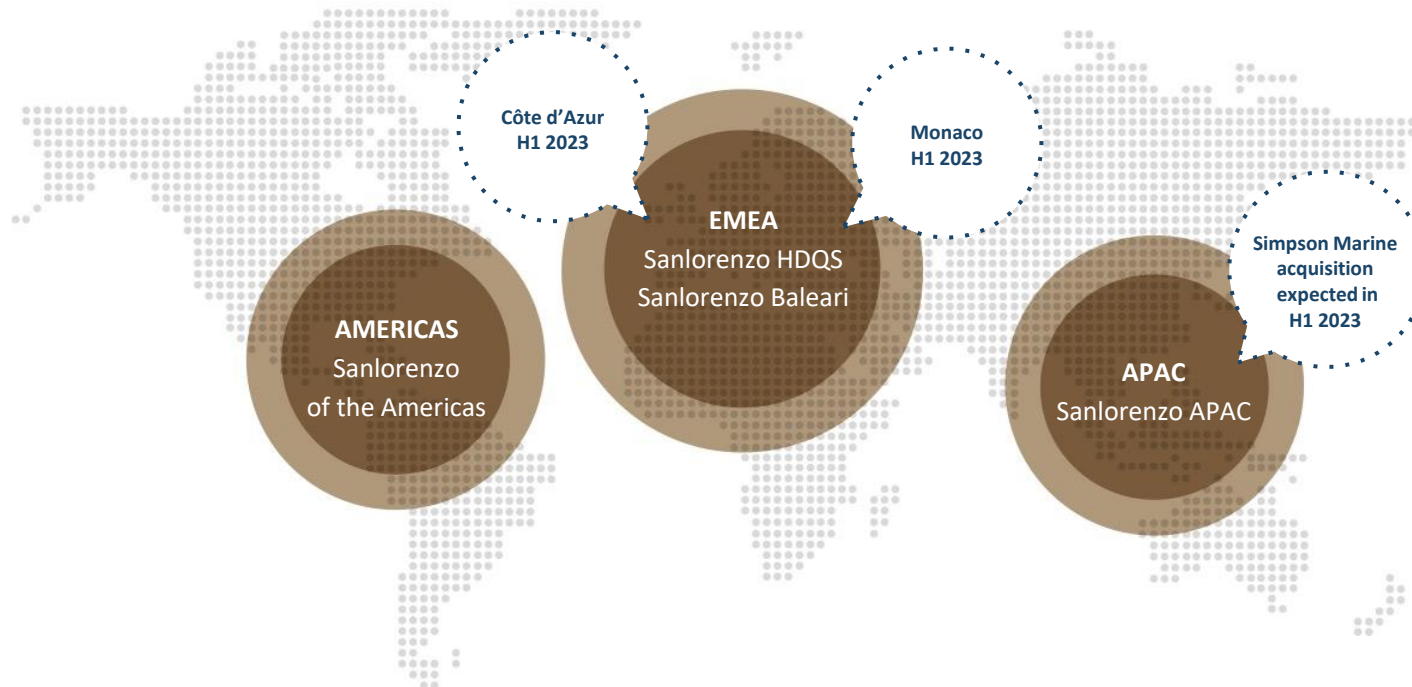 Côte d’Azur
H1 2023
Monaco
H1 2023
EMEA
Sanlorenzo HDQS
Sanlorenzo Baleari
Simpson Marine
acquisition
expected in
H1 2023
AMERICAS
Sanlorenzo
of the Americas
APAC
Sanlorenzo APAC